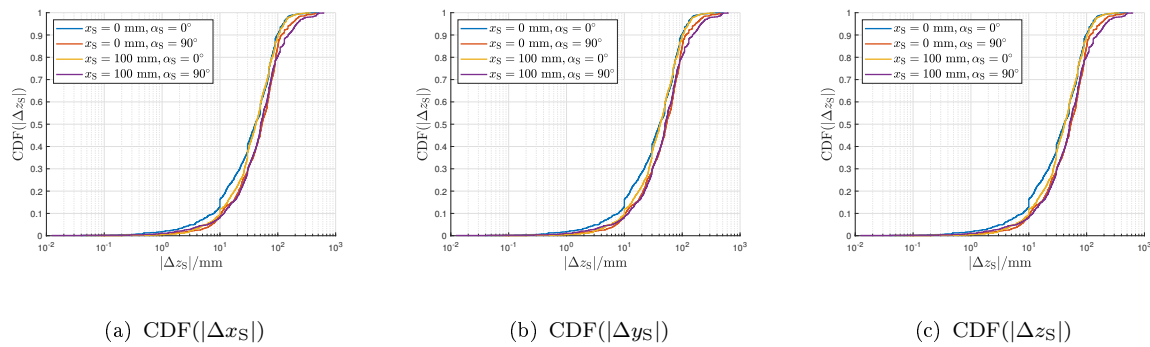 CDF(|Δz_S|)
1
0.9
0.8
0.7
0.6
0.5
0.4
0.3
0.2
0.1
0
x_S = 0 mm, α_S = 0°
x_S = 0 mm, α_S = 90°
x_S = 100 mm, α_S = 0°
x_S = 100 mm, α_S = 90°
10^-2 10^-1 10^0 10^1 10^2 10^3
|Δz_S|/mm
(a) CDF(|Δx_S|)
CDF(|Δz_S|)
1
0.9
0.8
0.7
0.6
0.5
0.4
0.3
0.2
0.1
0
x_S = 0 mm, α_S = 0°
x_S = 0 mm, α_S = 90°
x_S = 100 mm, α_S = 0°
x_S = 100 mm, α_S = 90°
10^-2 10^-1 10^0 10^1 10^2 10^3
|Δz_S|/mm
(b) CDF(|Δy_S|)
CDF(|Δz_S|)
1
0.9
0.8
0.7
0.6
0.5
0.4
0.3
0.2
0.1
0
x_S = 0 mm, α_S = 0°
x_S = 0 mm, α_S = 90°
x_S = 100 mm, α_S = 0°
x_S = 100 mm, α_S = 90°
10^-2 10^-1 10^0 10^1 10^2 10^3
|Δz_S|/mm
(c) CDF(|Δz_S|)